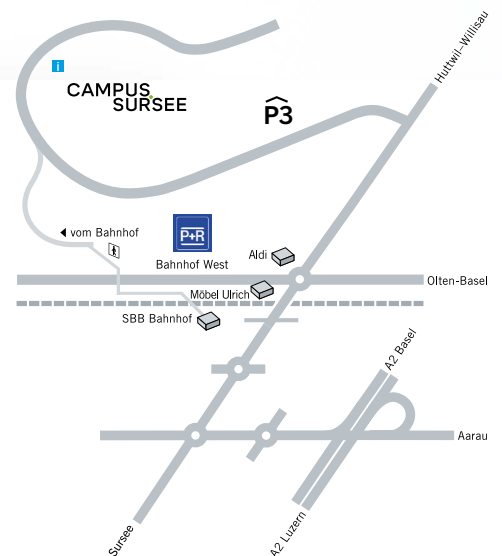 Huttwil–Willisau
i
CAMPUS
SURSEE
P3
vom Bahnhof
P+R
Bahnhof West
Aldi
Olten-Basel
Möbel Ulrich
SBB Bahnhof
A2 Basel
Aarau
Sursee
A2 Luzern